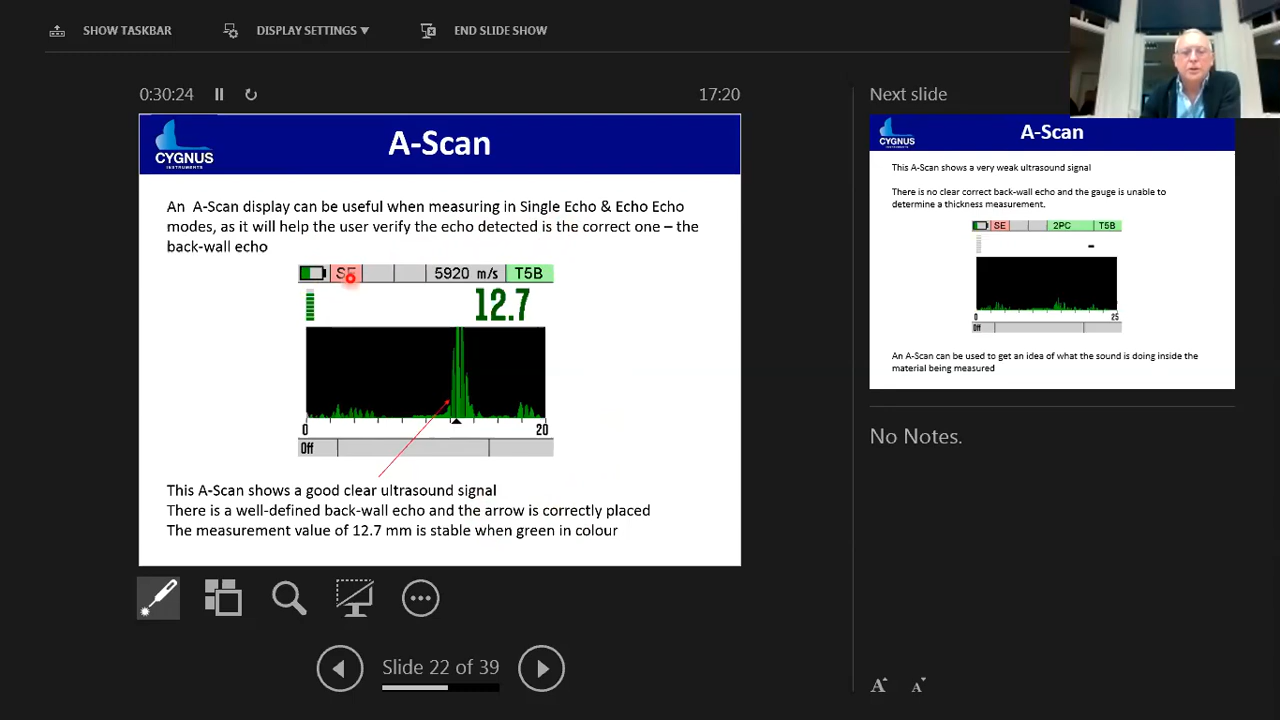 SHOW TASKBAR
DISPLAY SETTINGS ▼
END SLIDE SHOW
0:30:24
17:20
CYGNUS
INSTRUMENTS
A-Scan
An A-Scan display can be useful when measuring in Single Echo & Echo Echo
modes, as it will help the user verify the echo detected is the correct one – the
back-wall echo
SE
5920 m/s
T5B
12.7
0
20
Off
This A-Scan shows a good clear ultrasound signal
There is a well-defined back-wall echo and the arrow is correctly placed
The measurement value of 12.7 mm is stable when green in colour
Slide 22 of 39
Next slide
CYGNUS
INSTRUMENTS
A-Scan
This A-Scan shows a very weak ultrasound signal
There is no clear correct back-wall echo and the gauge is unable to
determine a thickness measurement.
SE
2PC
T5B
-
0
25
Off
An A-Scan can be used to get an idea of what the sound is doing inside the
material being measured
No Notes.
A
A